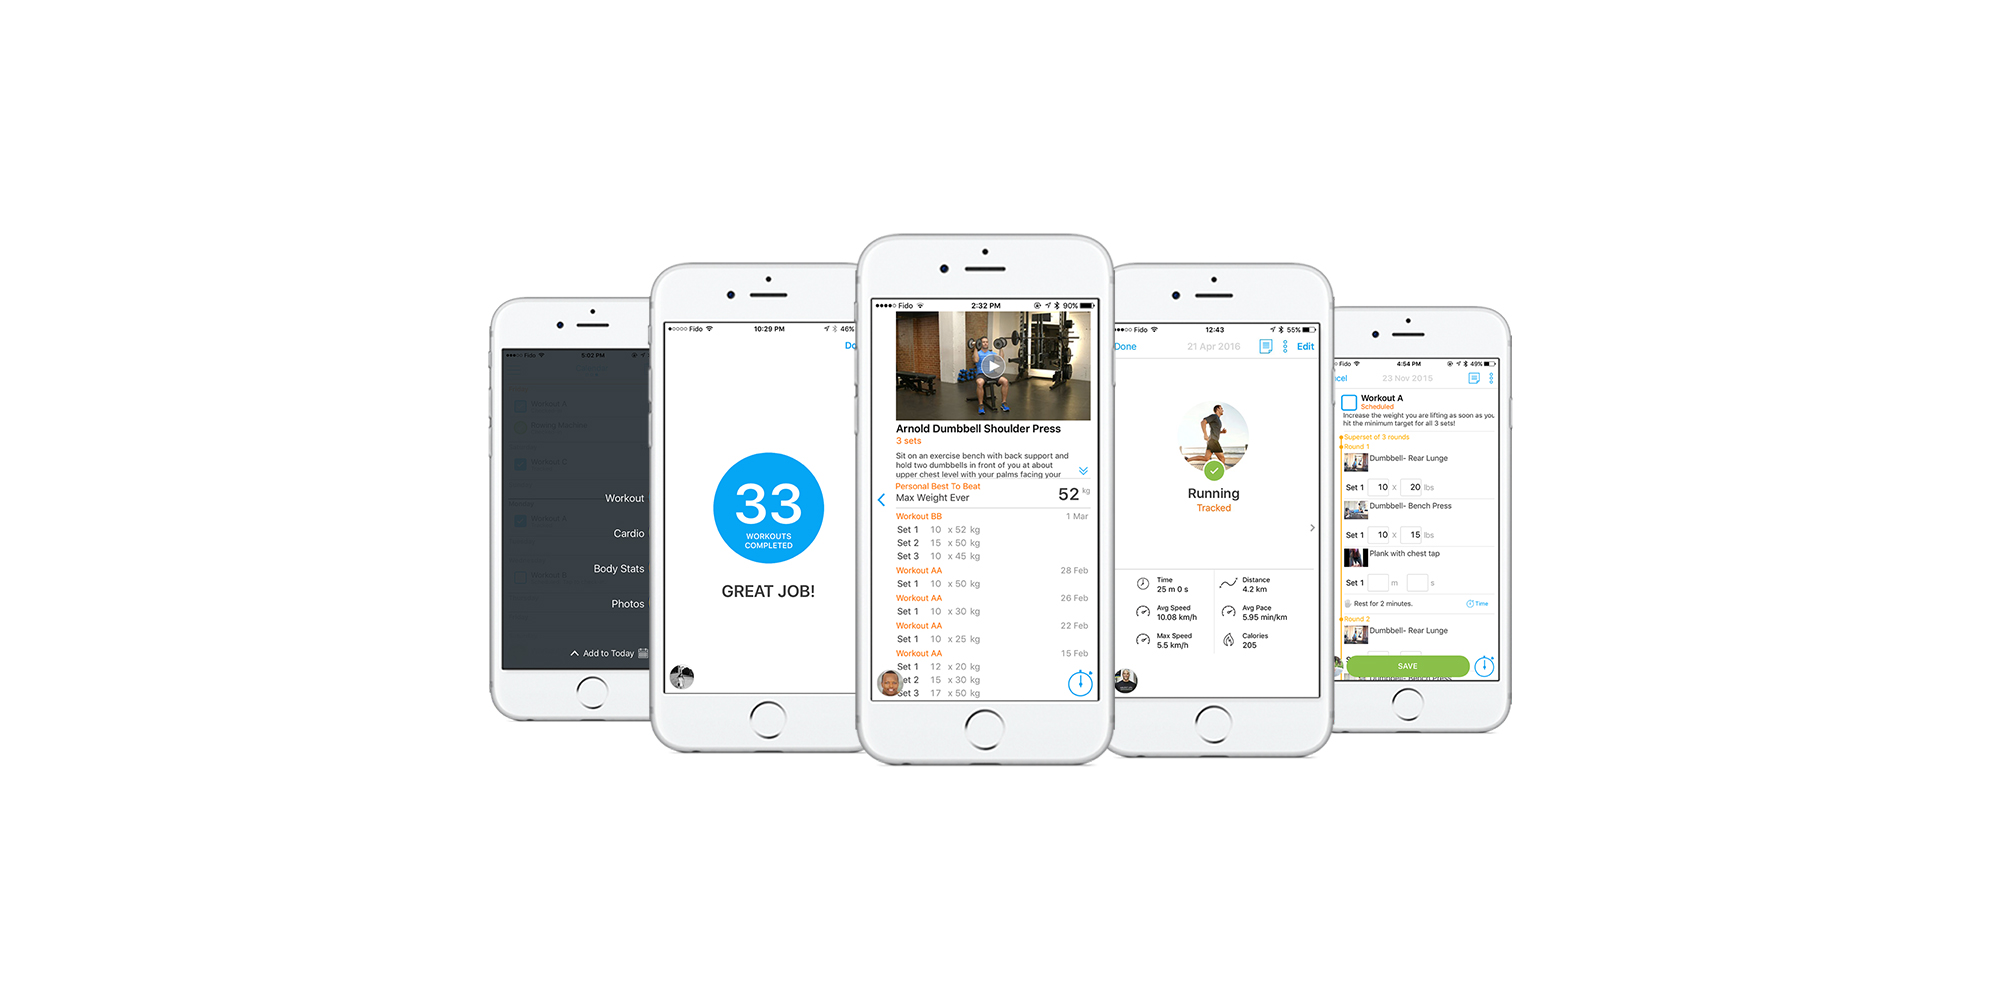 Fido
5:02 PM
Workout A
Rowing Machine
Workout C
Workout A
Workout B
Workout
Cardio
Body Stats
Photos
Add to Today
Fido
10:29 PM
46%
Do
33
WORKOUTS
COMPLETED
GREAT JOB!
Fido
2:32 PM
90%
Arnold Dumbbell Shoulder Press
3 sets
Sit on an exercise bench with back support and
hold two dumbbells in front of you at about
upper chest level with your palms facing your
Personal Best To Beat
Max Weight Ever
52 kg
Workout BB 1 Mar
Set 1 10 x 52 kg
Set 2 15 x 50 kg
Set 3 10 x 45 kg
Workout AA 28 Feb
Set 1 10 x 50 kg
Workout AA 26 Feb
Set 1 10 x 30 kg
Workout AA 22 Feb
Set 1 10 x 25 kg
Workout AA 15 Feb
Set 1 12 x 20 kg
et 2 15 x 30 kg
Set 3 17 x 50 kg
Fido
12:43
55%
Done
21 Apr 2016
Edit
Running
Tracked
Time
25 m 0 s
Distance
4.2 km
Avg Speed
10.08 km/h
Avg Pace
5.95 min/km
Max Speed
5.5 km/h
Calories
205
Fido
4:54 PM
49%
cel
23 Nov 2015
Workout A
Scheduled
Increase the weight you are lifting as soon as you
hit the minimum target for all 3 sets!
Superset of 3 rounds
Round 1
Dumbbell- Rear Lunge
Set 1 10 x 20 lbs
Dumbbell- Bench Press
Set 1 10 x 15 lbs
Plank with chest tap
Set 1 m s
Rest for 2 minutes.
Time
Round 2
Dumbbell- Rear Lunge
SAVE
Dumbbell- Bench Press